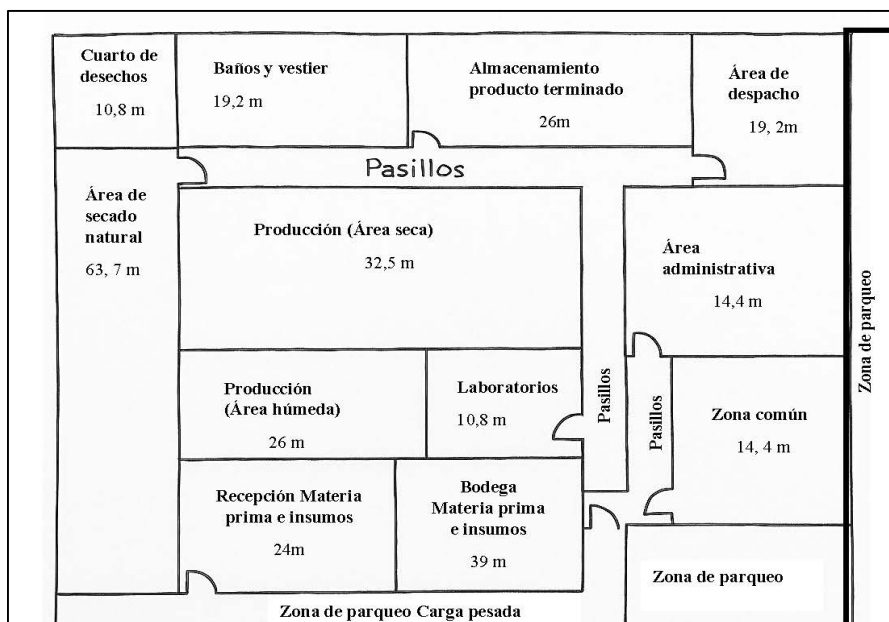 Cuarto de
desechos
10,8 m
Baños y vestier
19,2 m
Almacenamiento
producto terminado
26m
Área de
despacho
19, 2m
Pasillos
Área de
secado
natural
63, 7 m
Producción (Área seca)
32,5 m
Área
administrativa
14,4 m
Zona de parqueo
Producción
(Área húmeda)
26 m
Laboratorios
10,8 m
Pasillos
Pasillos
Zona común
14, 4 m
Recepción Materia
prima e insumos
24m
Bodega
Materia prima
e insumos
39 m
Zona de parqueo
Zona de parqueo Carga pesada